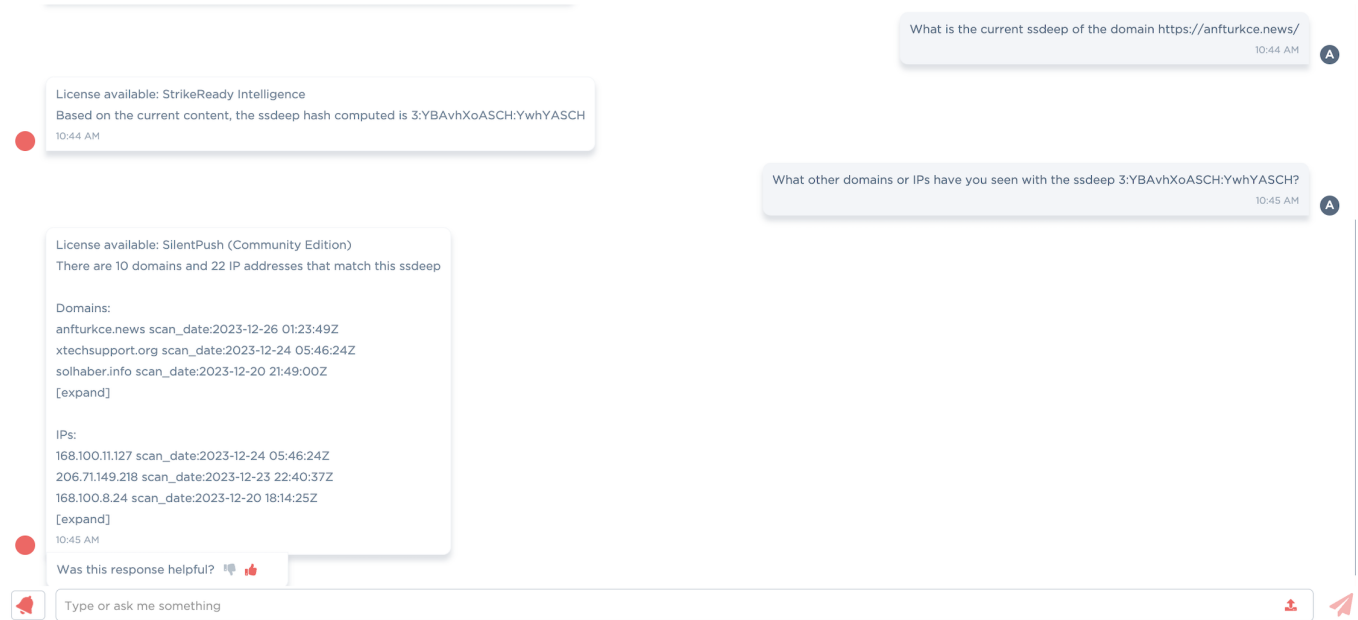 What is the current ssdeep of the domain https://anfturkce.news/
10:44 AM
A
License available: StrikeReady Intelligence
Based on the current content, the ssdeep hash computed is 3:YBAvhXoASCH:YwhYASCH
10:44 AM
What other domains or IPs have you seen with the ssdeep 3:YBAvhXoASCH:YwhYASCH?
10:45 AM
A
License available: SilentPush (Community Edition)
There are 10 domains and 22 IP addresses that match this ssdeep
Domains:
anfturkce.news scan_date:2023-12-26 01:23:49Z
xtechsupport.org scan_date:2023-12-24 05:46:24Z
solhaber.info scan_date:2023-12-20 21:49:00Z
[expand]
IPs:
168.100.11.127 scan_date:2023-12-24 05:46:24Z
206.71.149.218 scan_date:2023-12-23 22:40:37Z
168.100.8.24 scan_date:2023-12-20 18:14:25Z
[expand]
10:45 AM
Was this response helpful?
Type or ask me something